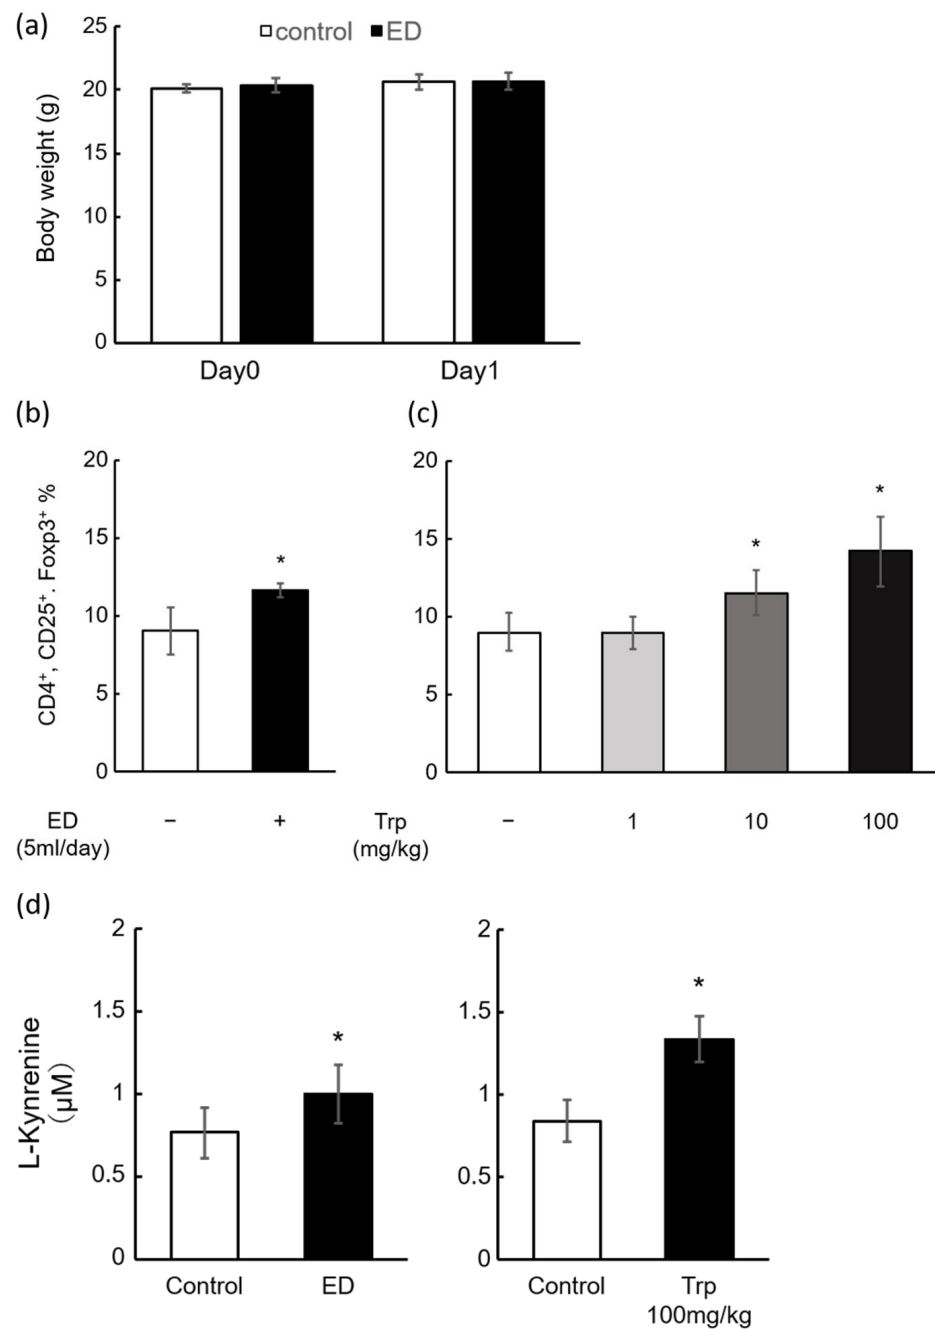 (a)
control ED
Body weight (g)
25
20
15
10
5
0
Day0 Day1
(b)
CD4⁺, CD25⁺. Foxp3⁺ %
20
15
10
5
0
*
ED
(5ml/day)
− +
(c)
20
15
10
5
0
* *
Trp
(mg/kg)
− 1 10 100
(d)
L-Kynrenine
(μM)
2
1.5
1
0.5
0
*
Control ED
2
1.5
1
0.5
0
*
Control Trp
100mg/kg